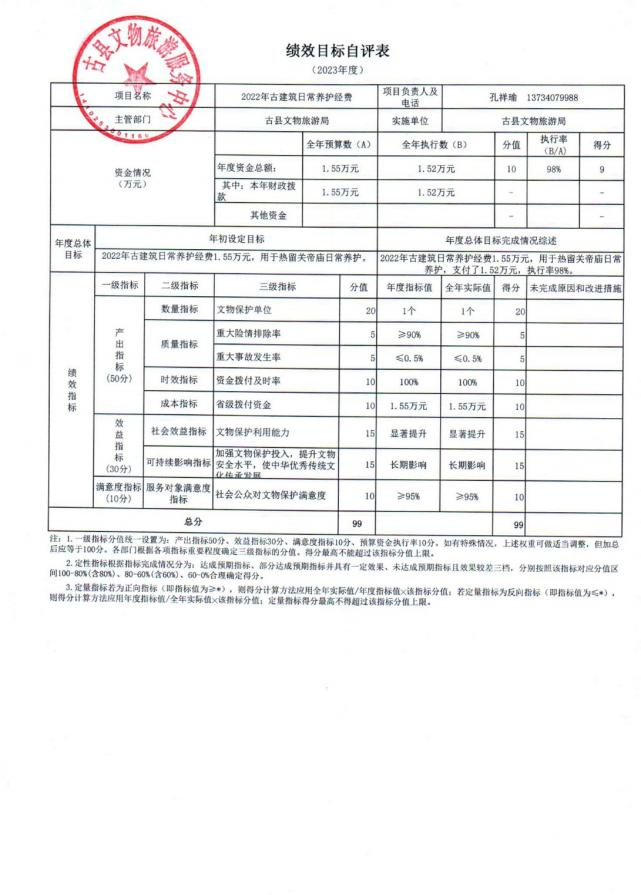 绩效目标自评表
（2023年度）
古县文物旅游服务中心
项目名称 2022年古建筑日常养护经费 项目负责人及电话 孔祥瑜 13734079988
主管部门 古县文物旅游局 实施单位 古县文物旅游局
资金情况（万元） 全年预算数（A） 全年执行数（B） 分值 执行率（B/A） 得分
年度资金总额： 1.55万元 1.52万元 10 98% 9
其中：本年财政拨款 1.55万元 1.52万元 - -
其他资金 - -
年度总体目标 年初设定目标 年度总体目标完成情况综述
2022年古建筑日常养护经费1.55万元，用于热留关帝庙日常养护。 2022年古建筑日常养护经费1.55万元，用于热留关帝庙日常养护，支付了1.52万元，执行率98%。
绩效指标 一级指标 二级指标 三级指标 分值 年度指标值 全年实际值 得分 未完成原因和改进措施
产出指标（50分） 数量指标 文物保护单位 20 1个 1个 20
质量指标 重大险情排除率 5 ≥90% ≥90% 5
重大事故发生率 5 ≤0.5% ≤0.5% 5
时效指标 资金拨付及时率 10 100% 100% 10
成本指标 省级拨付资金 10 1.55万元 1.55万元 10
效益指标（30分） 社会效益指标 文物保护利用能力 15 显著提升 显著提升 15
可持续影响指标 加强文物保护投入，提升文物安全水平，使中华优秀传统文化传承发展 15 长期影响 长期影响 15
满意度指标（10分） 服务对象满意度指标 社会公众对文物保护满意度 10 ≥95% ≥95% 10
总分 99 99
注：1.一级指标分值统一设置为：产出指标50分、效益指标30分、满意度指标10分、预算资金执行率10分。如有特殊情况，上述权重可做适当调整，但加总
后应等于100分。各部门根据各项指标重要程度确定三级指标的分值。得分最高不能超过该指标分值上限。
2.定性指标根据指标完成情况分为：达成预期指标、部分达成预期指标并具有一定效果、未达成预期指标且效果较差三档，分别按照该指标对应分值区
间100-80%(含80%)、80-60%(含60%)、60-0%合理确定得分。
3.定量指标若为正向指标（即指标值为≥*），则得分计算方法应用全年实际值/年度指标值×该指标分值；若定量指标为反向指标（即指标值为≤*），
则得分计算方法应用年度指标值/全年实际值×该指标分值；定量指标得分最高不得超过该指标分值上限。